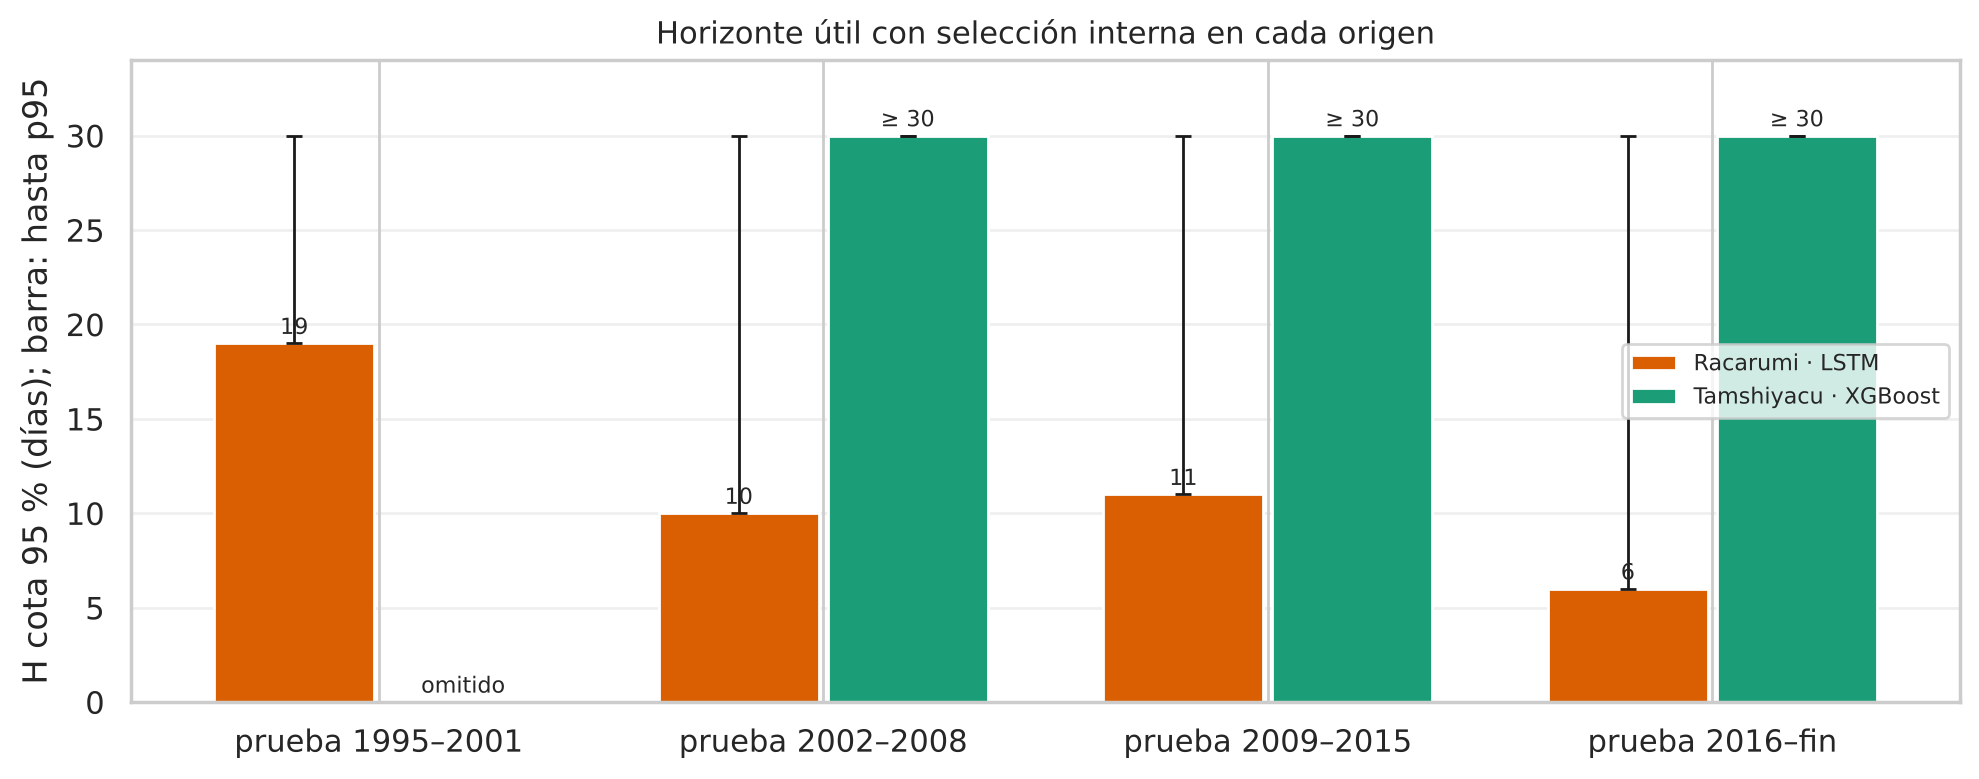 Horizonte útil con selección interna en cada origen
H cota 95 % (días); barra: hasta p95
30
25
20
15
10
5
0
19
omitido
10
≥ 30
11
≥ 30
6
≥ 30
Racarumi · LSTM
Tamshiyacu · XGBoost
prueba 1995–2001
prueba 2002–2008
prueba 2009–2015
prueba 2016–fin